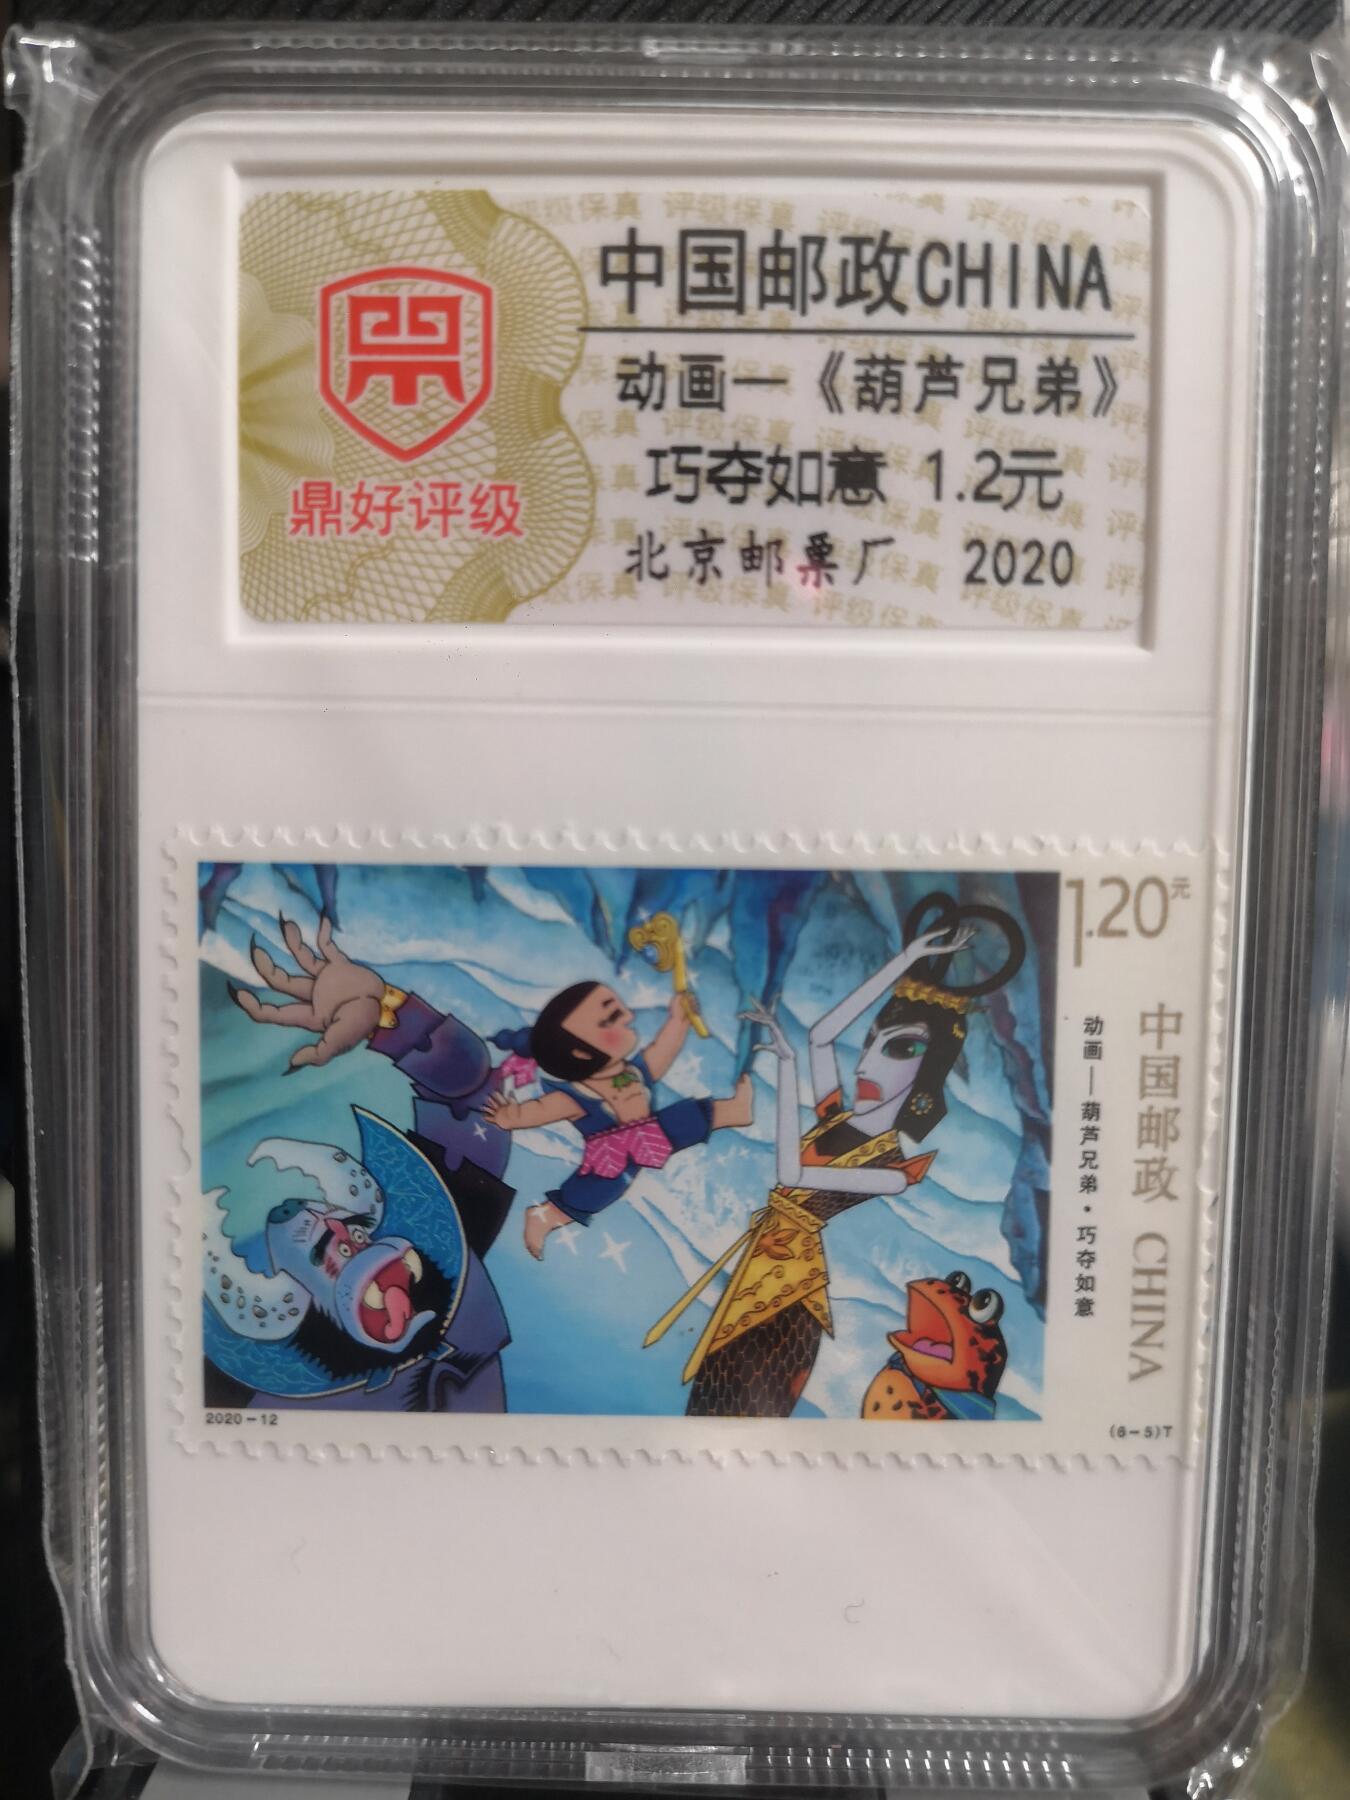 中国邮政CHINA
动画—《葫芦兄弟》
巧夺如意 1.2元
北京邮票厂 2020
鼎好评级
1.20元
中国邮政 CHINA
动画—葫芦兄弟·巧夺如意
2020-12
(6-5)T